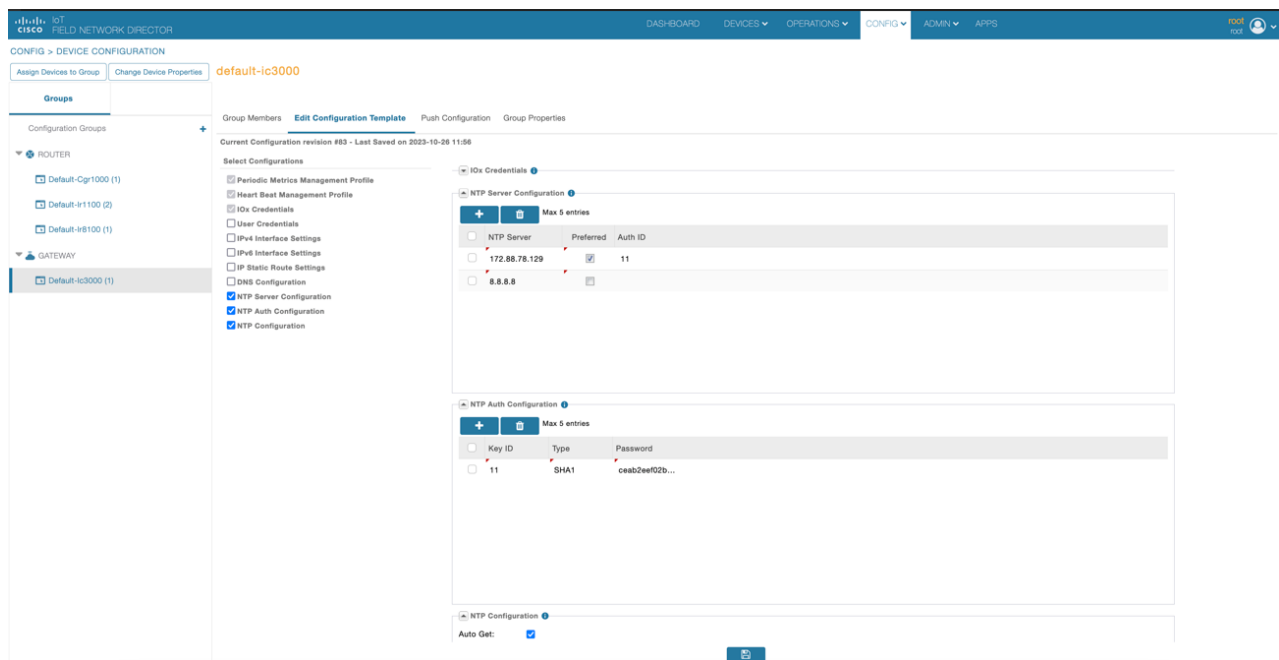 IoT
CISCO FIELD NETWORK DIRECTOR
DASHBOARD DEVICES OPERATIONS CONFIG ADMIN APPS
root
root
CONFIG > DEVICE CONFIGURATION
Assign Devices to Group Change Device Properties default-ic3000
Groups
Configuration Groups +
ROUTER
Default-Cgr1000 (1)
Default-Ir1100 (2)
Default-Ir8100 (1)
GATEWAY
Default-Ic3000 (1)
Group Members Edit Configuration Template Push Configuration Group Properties
Current Configuration revision #83 - Last Saved on 2023-10-26 11:56
Select Configurations
Periodic Metrics Management Profile
Heart Beat Management Profile
IOx Credentials
User Credentials
IPv4 Interface Settings
IPv6 Interface Settings
IP Static Route Settings
DNS Configuration
NTP Server Configuration
NTP Auth Configuration
NTP Configuration
IOx Credentials
NTP Server Configuration
Max 5 entries
NTP Server Preferred Auth ID
172.88.78.129 11
8.8.8.8
NTP Auth Configuration
Max 5 entries
Key ID Type Password
11 SHA1 ceab2eef02b...
NTP Configuration
Auto Get: